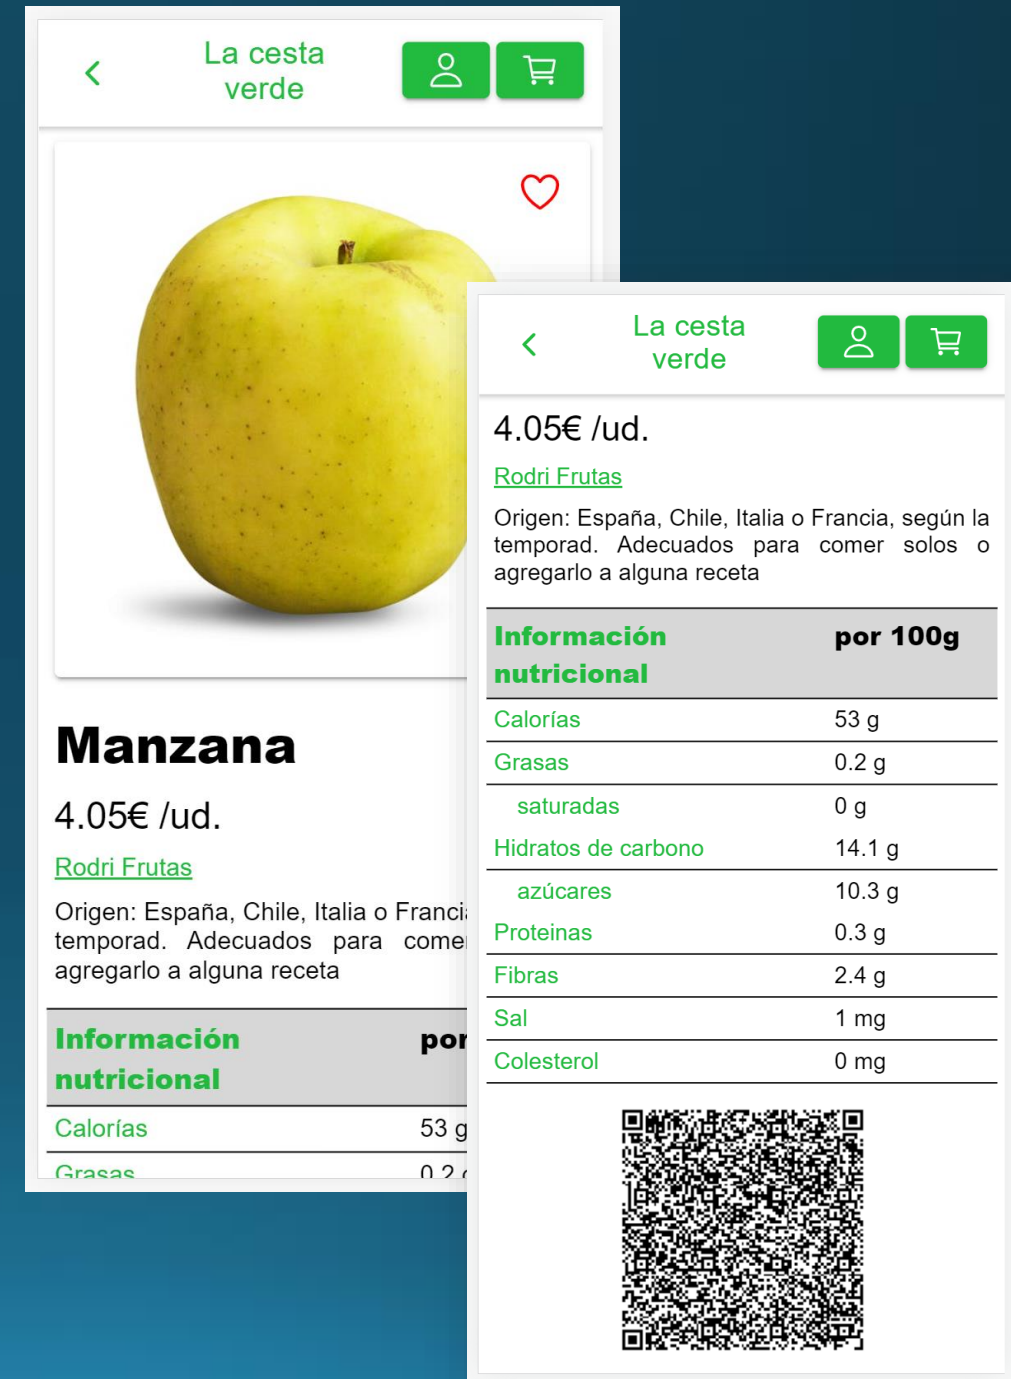 La cesta
verde
Manzana
4.05€ /ud.
Rodri Frutas
Origen: España, Chile, Italia o
temporad. Adecuados para
agregarlo a alguna receta
Información
nutricional
Calorías
53 g
Grasas
0.2
La cesta
verde
4.05€ /ud.
Rodri Frutas
Origen: España, Chile, Italia o Francia, según la
temporad. Adecuados para comer solos o
agregarlo a alguna receta
Información por 100g
nutricional
Calorías 53 g
Grasas 0.2 g
saturadas 0 g
Hidratos de carbono 14.1 g
azúcares 10.3 g
Proteinas 0.3 g
Fibras 2.4 g
Sal 1 mg
Colesterol 0 mg